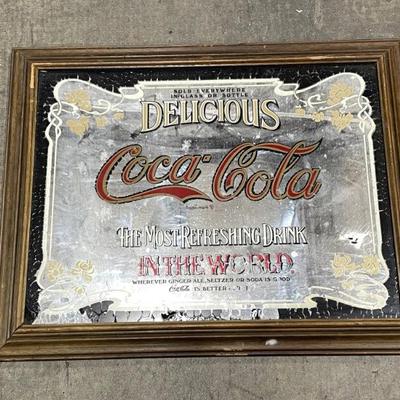 SOLD EVERYWHERE
IN GLASS OR BOTTLE
DELICIOUS
Coca-Cola
THE MOST REFRESHING DRINK
IN THE WORLD
WHEREVER GINGER ALE, SELTZER OR SODA IS
Coca-Cola IS BETTER